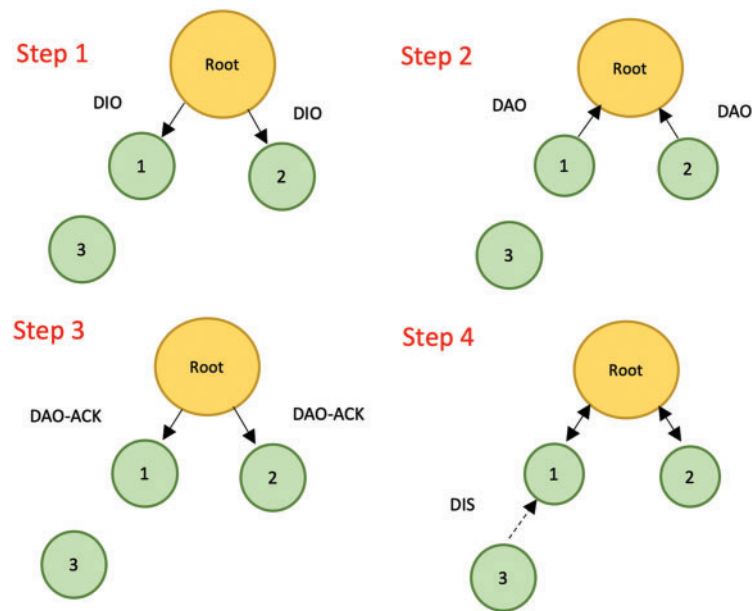 Step 1
Root
DIO
DIO
1
2
3
Step 2
Root
DAO
DAO
1
2
3
Step 3
Root
DAO-ACK
DAO-ACK
1
2
3
Step 4
Root
1
2
DIS
3